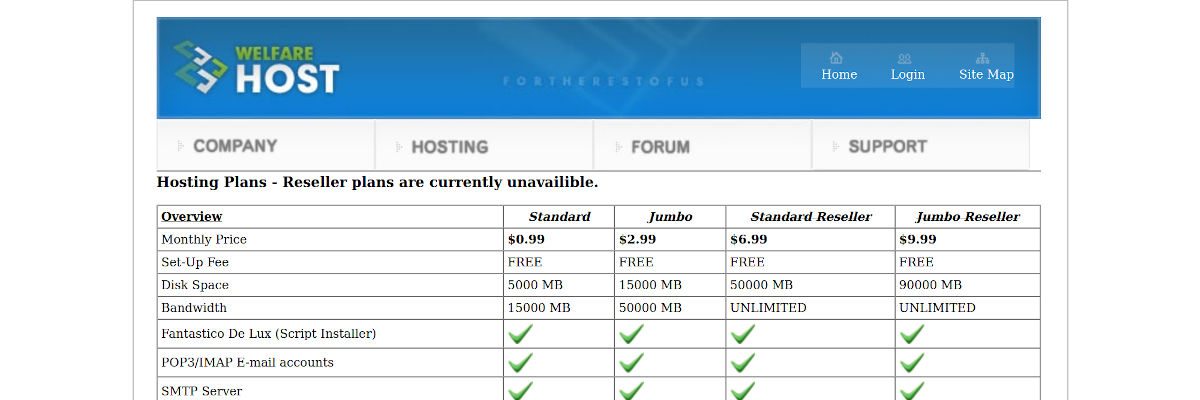 WELFARE
HOST
FORTHERESTOFUS
Home Login Site Map
COMPANY HOSTING FORUM SUPPORT
Hosting Plans - Reseller plans are currently unavailible.
Overview Standard Jumbo Standard Reseller Jumbo Reseller
Monthly Price $0.99 $2.99 $6.99 $9.99
Set-Up Fee FREE FREE FREE FREE
Disk Space 5000 MB 15000 MB 50000 MB 90000 MB
Bandwidth 15000 MB 50000 MB UNLIMITED UNLIMITED
Fantastico De Lux (Script Installer)
POP3/IMAP E-mail accounts
SMTP Server